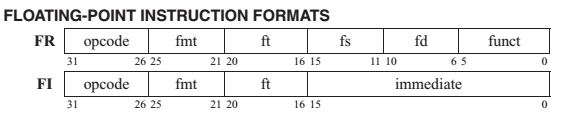 FLOATING-POINT INSTRUCTION FORMATS
FR opcode fmt ft fs fd funct
31 26 25 21 20 16 15 11 10 6 5 0
FI opcode fmt ft immediate
31 26 25 21 20 16 15 0